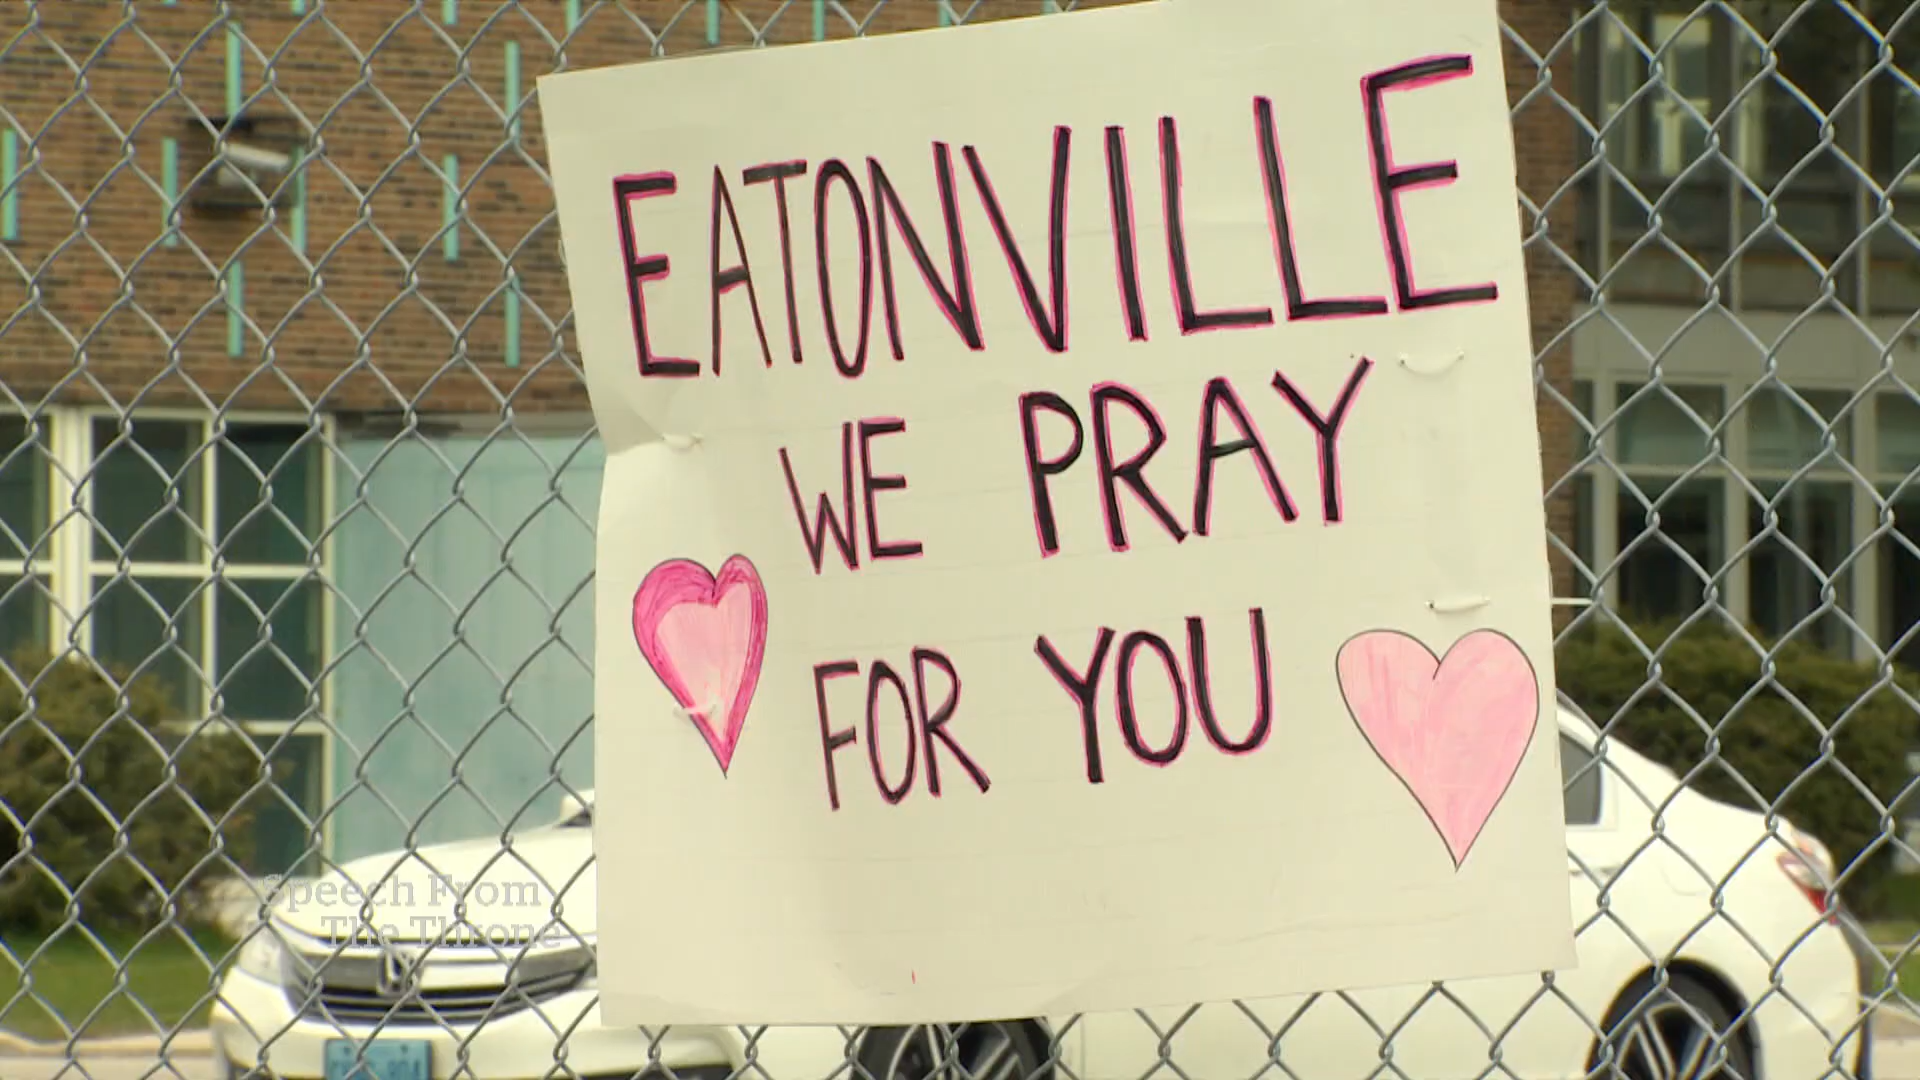 EATONVILLE
WE PRAY
FOR YOU
Speech From
The Throne